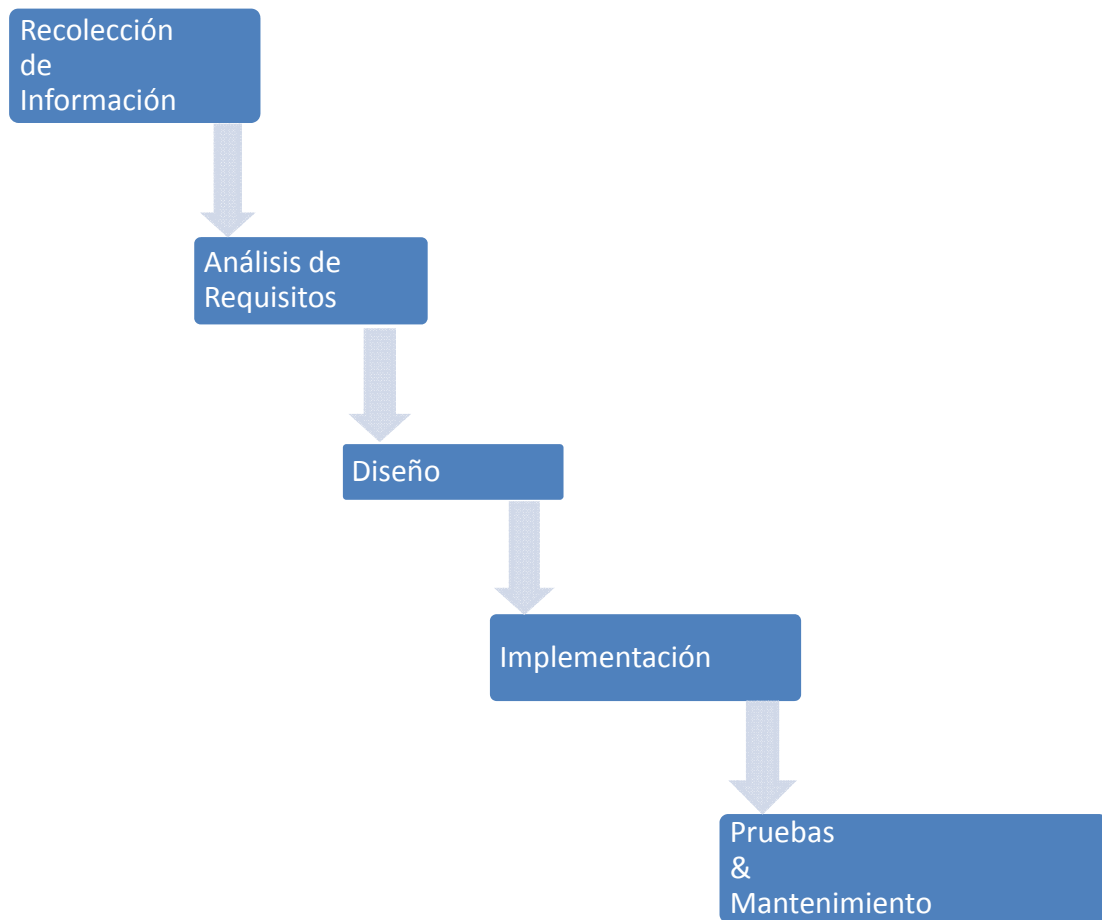 Recolección
de
Información
Análisis de
Requisitos
Diseño
Implementación
Pruebas
&
Mantenimiento